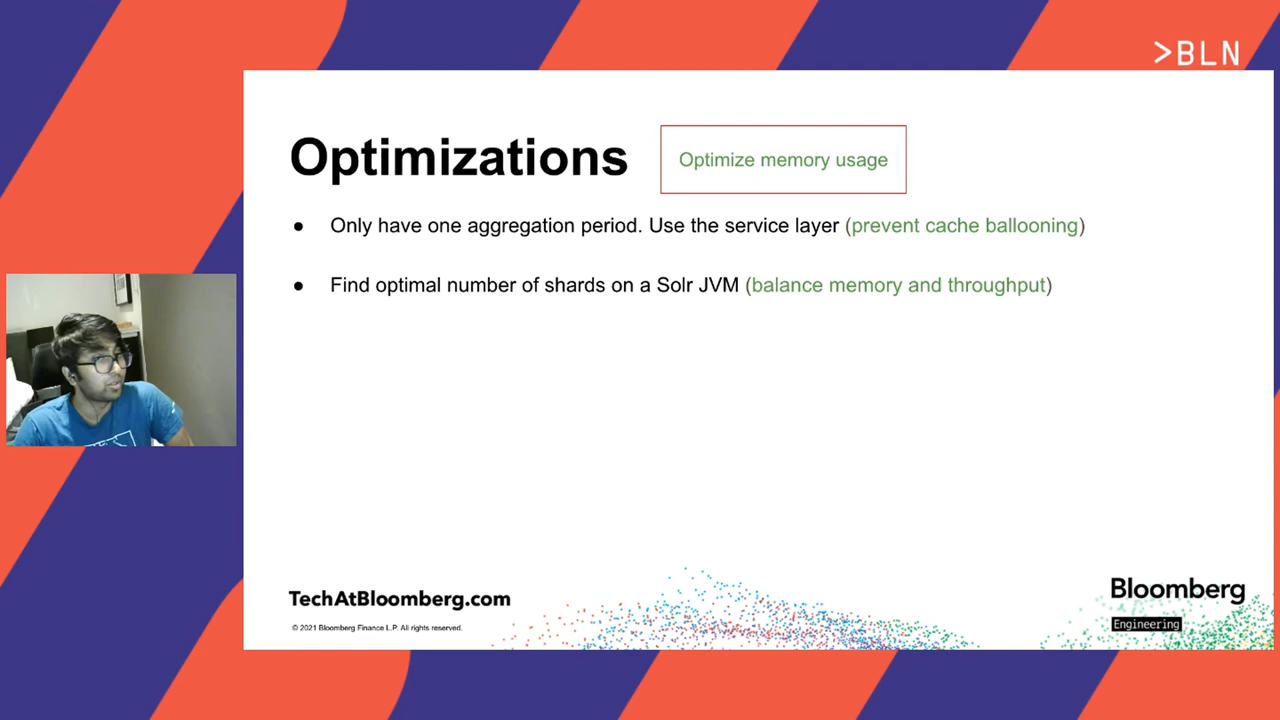 >BLN
Optimizations
Optimize memory usage
● Only have one aggregation period. Use the service layer (prevent cache ballooning)
● Find optimal number of shards on a Solr JVM (balance memory and throughput)
TechAtBloomberg.com
© 2021 Bloomberg Finance L.P. All rights reserved.
Bloomberg
Engineering